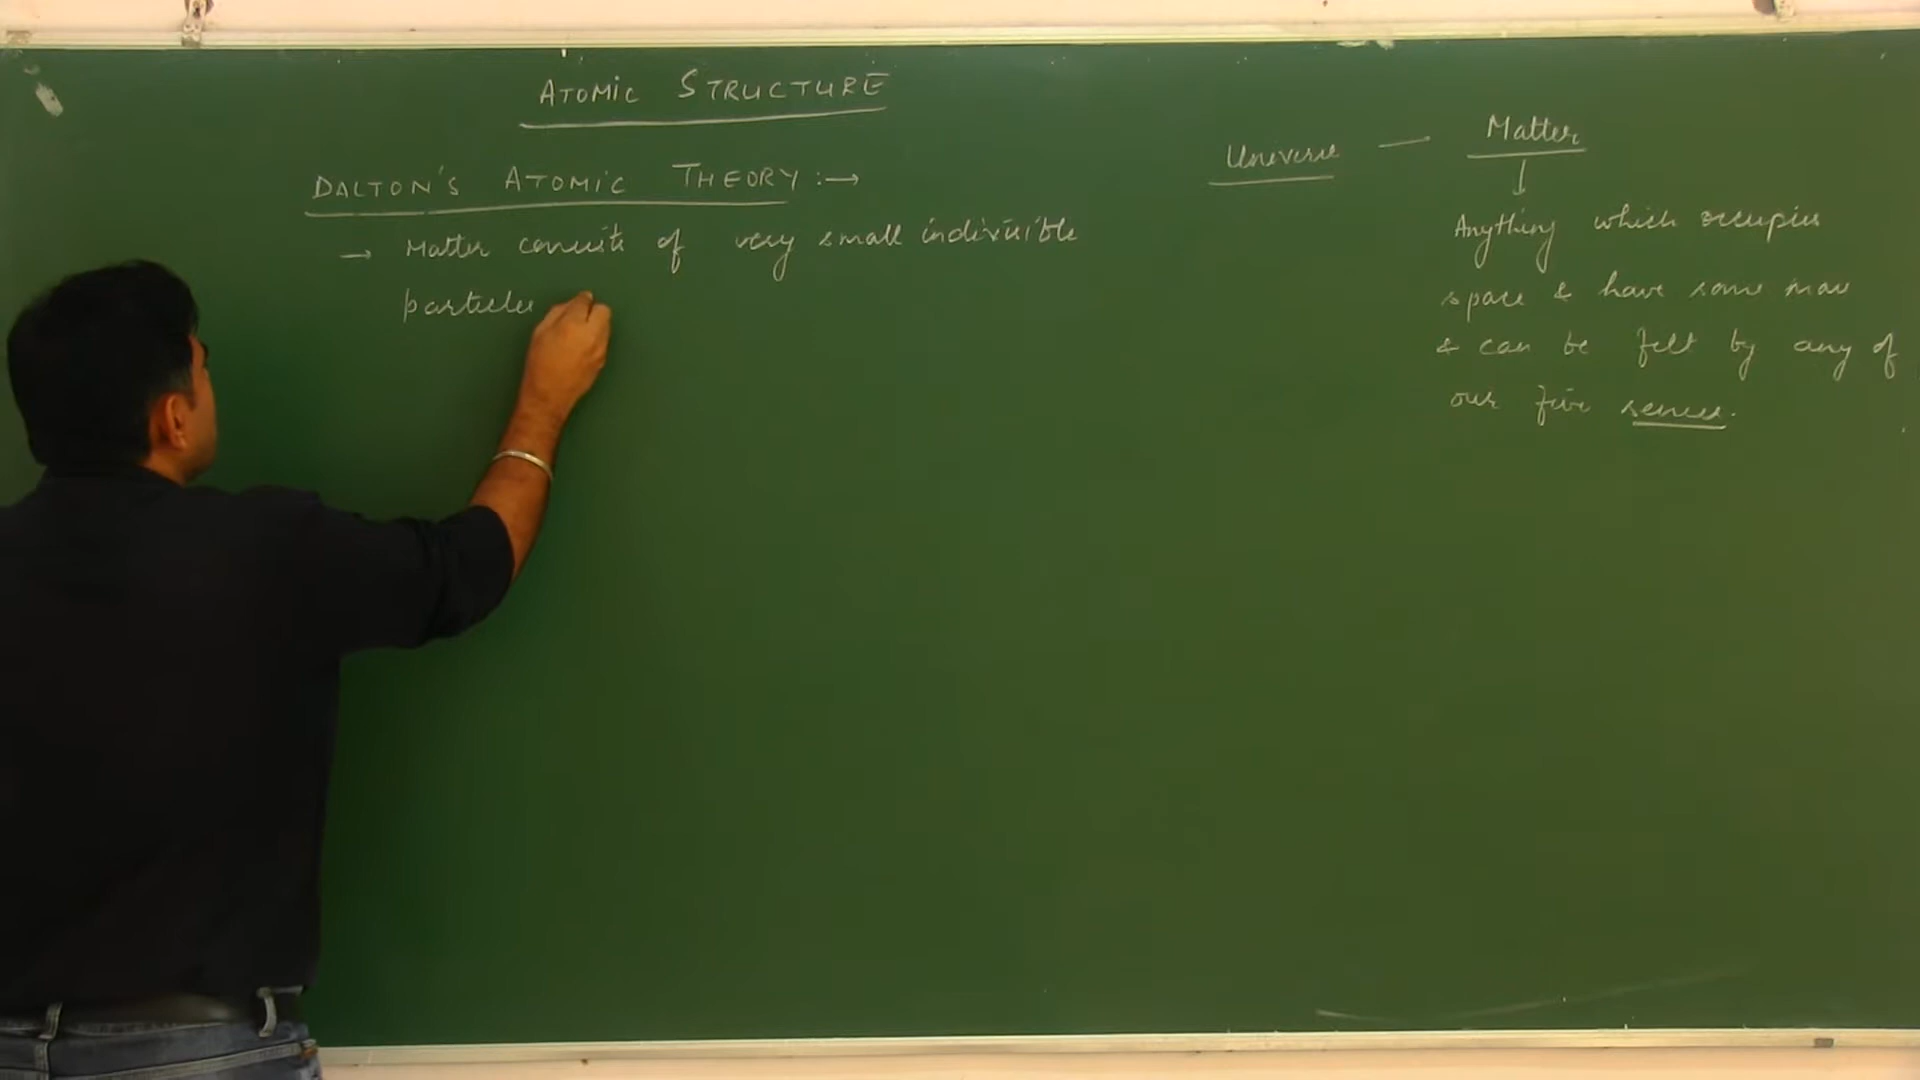 ATOMIC STRUCTURE
DALTON'S ATOMIC THEORY :→
→ Matter consists of very small indivisible
particles
Universe — Matter
↓
Anything which occupies
space & have some mass
& can be felt by any of
our five senses.